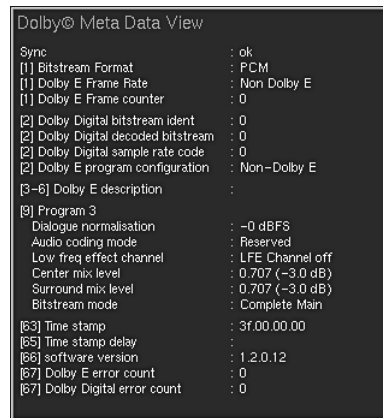 Dolby© Meta Data View
Sync : ok
[1] Bitstream Format : PCM
[1] Dolby E Frame Rate : Non Dolby E
[1] Dolby E Frame counter : 0
[2] Dolby Digital bitstream ident : 0
[2] Dolby Digital decoded bitstream : 0
[2] Dolby Digital sample rate code : 0
[2] Dolby E program configuration : Non-Dolby E
[3-6] Dolby E description :
[9] Program 3
Dialogue normalisation : -0 dBFS
Audio coding mode : Reserved
Low freq effect channel : LFE Channel off
Center mix level : 0.707 (-3.0 dB)
Surround mix level : 0.707 (-3.0 dB)
Bitstream mode : Complete Main
[63] Time stamp : 3f.00.00.00
[65] Time stamp delay :
[66] software version : 1.2.0.12
[67] Dolby E error count : 0
[67] Dolby Digital error count : 0